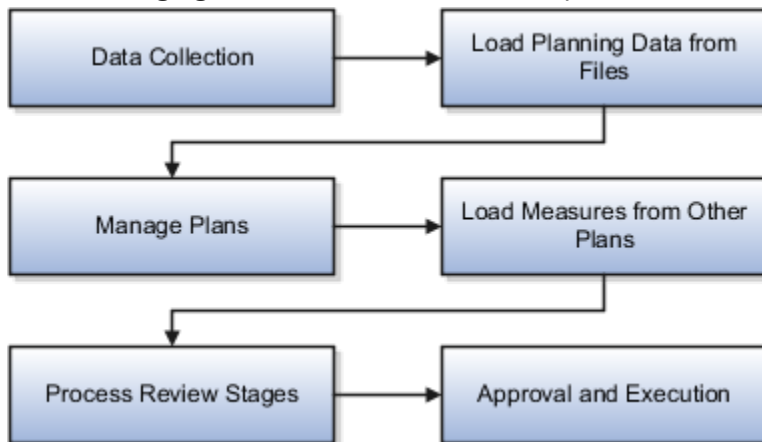 Data Collection
Load Planning Data from
Files
Manage Plans
Load Measures from Other
Plans
Process Review Stages
Approval and Execution